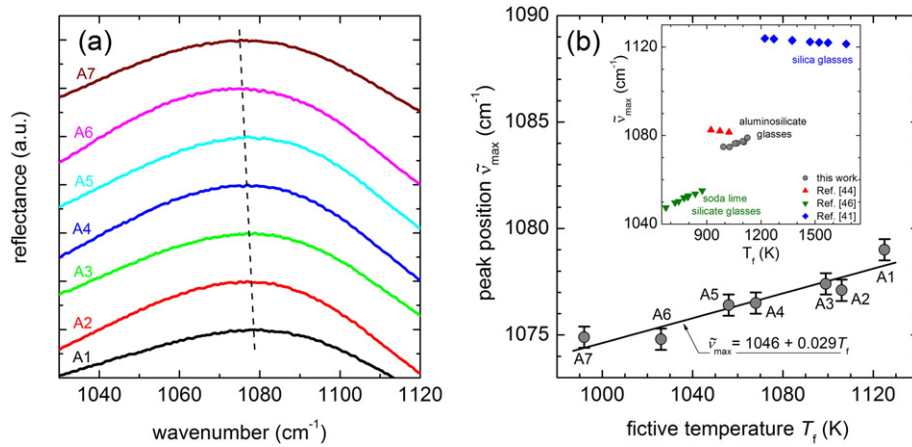 (a)
A7
A6
A5
A4
A3
A2
A1
reflectance (a.u.)
1040 1060 1080 1100 1120
wavenumber (cm⁻¹)
(b)
1090
1085
1080
1075
peak position ν̃max (cm⁻¹)
1120
1080
1040
ν̃max (cm⁻¹)
silica glasses
aluminosilicate
glasses
soda lime
silicate glasses
this work
Ref. [44]
Ref. [46]
Ref. [41]
900 1200 1500
Tf (K)
A7
A6
A5
A4
A3
A2
A1
ν̃max = 1046 + 0.029Tf
1000 1020 1040 1060 1080 1100 1120
fictive temperature Tf (K)